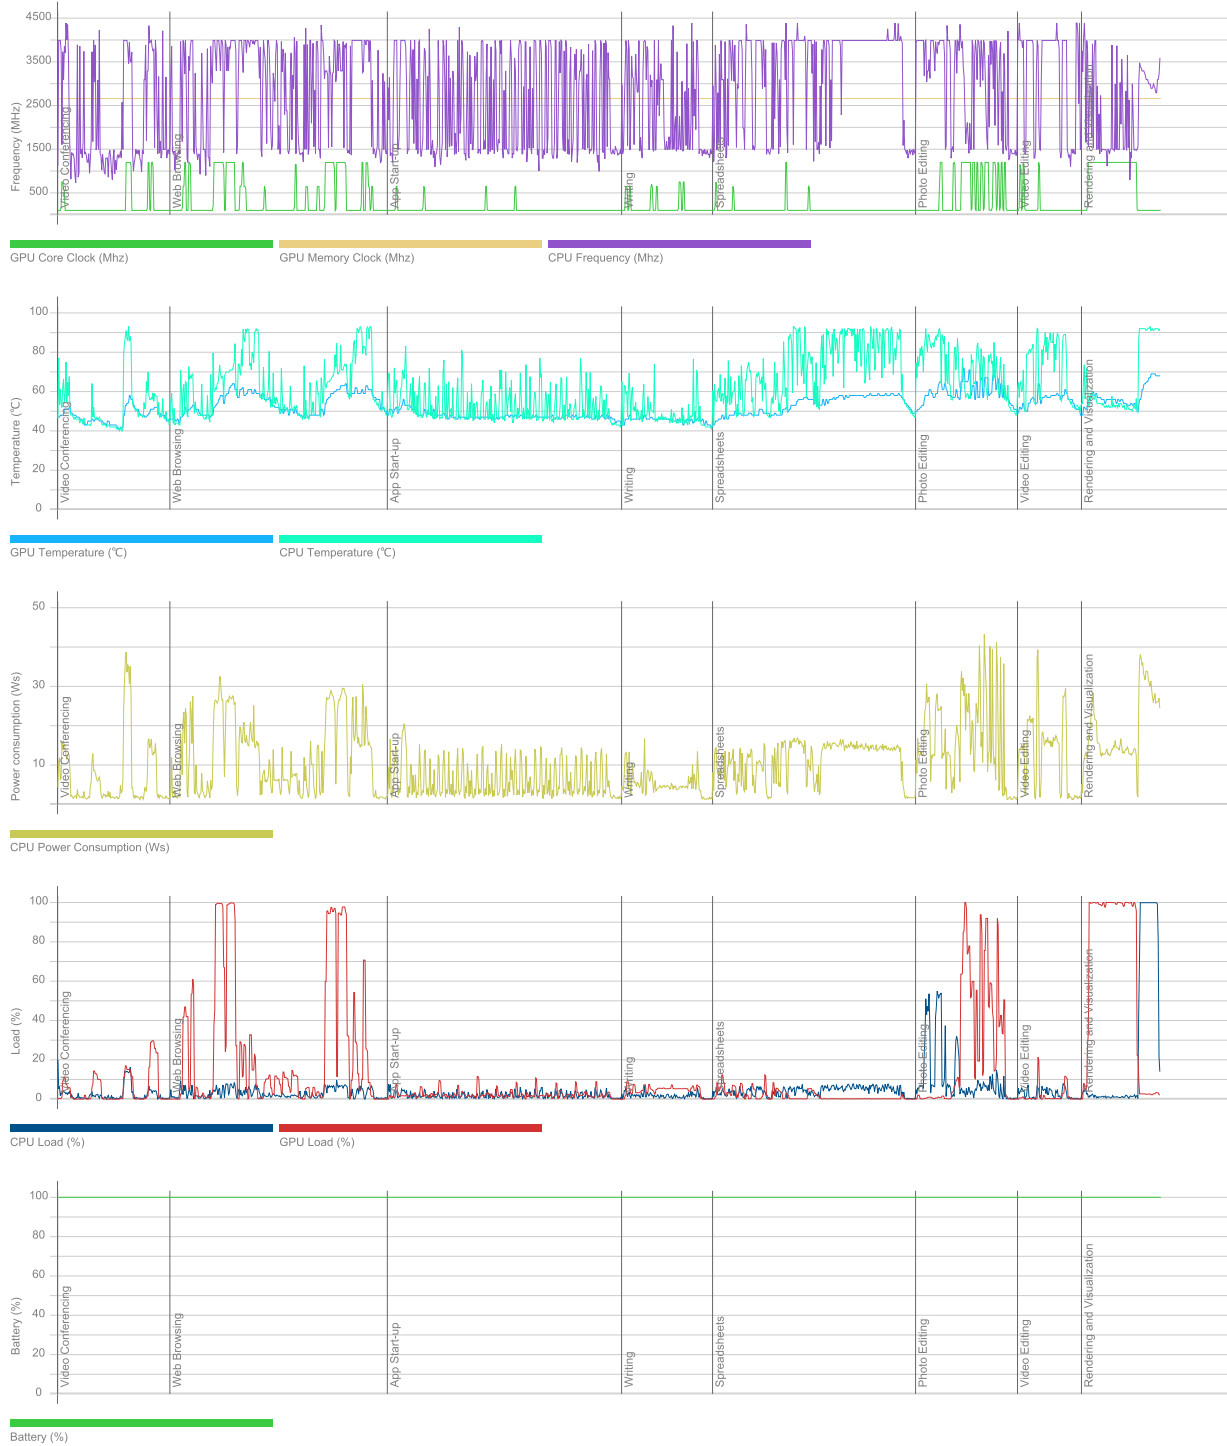 4500
3500
2500
1500
500
Frequency (MHz)
Video Conferencing
Web Browsing
App Start-up
Writing
Spreadsheets
Photo Editing
Video Editing
Rendering and Visualization
GPU Core Clock (Mhz)
GPU Memory Clock (Mhz)
CPU Frequency (Mhz)
100
80
60
40
20
0
Temperature (℃)
Video Conferencing
Web Browsing
App Start-up
Writing
Spreadsheets
Photo Editing
Video Editing
Rendering and Visualization
GPU Temperature (℃)
CPU Temperature (℃)
50
30
10
Power consumption (Ws)
Video Conferencing
Web Browsing
App Start-up
Writing
Spreadsheets
Photo Editing
Video Editing
Rendering and Visualization
CPU Power Consumption (Ws)
100
80
60
40
20
0
Load (%)
Video Conferencing
Web Browsing
App Start-up
Writing
Spreadsheets
Photo Editing
Video Editing
Rendering and Visualization
CPU Load (%)
GPU Load (%)
100
80
60
40
20
0
Battery (%)
Video Conferencing
Web Browsing
App Start-up
Writing
Spreadsheets
Photo Editing
Video Editing
Rendering and Visualization
Battery (%)